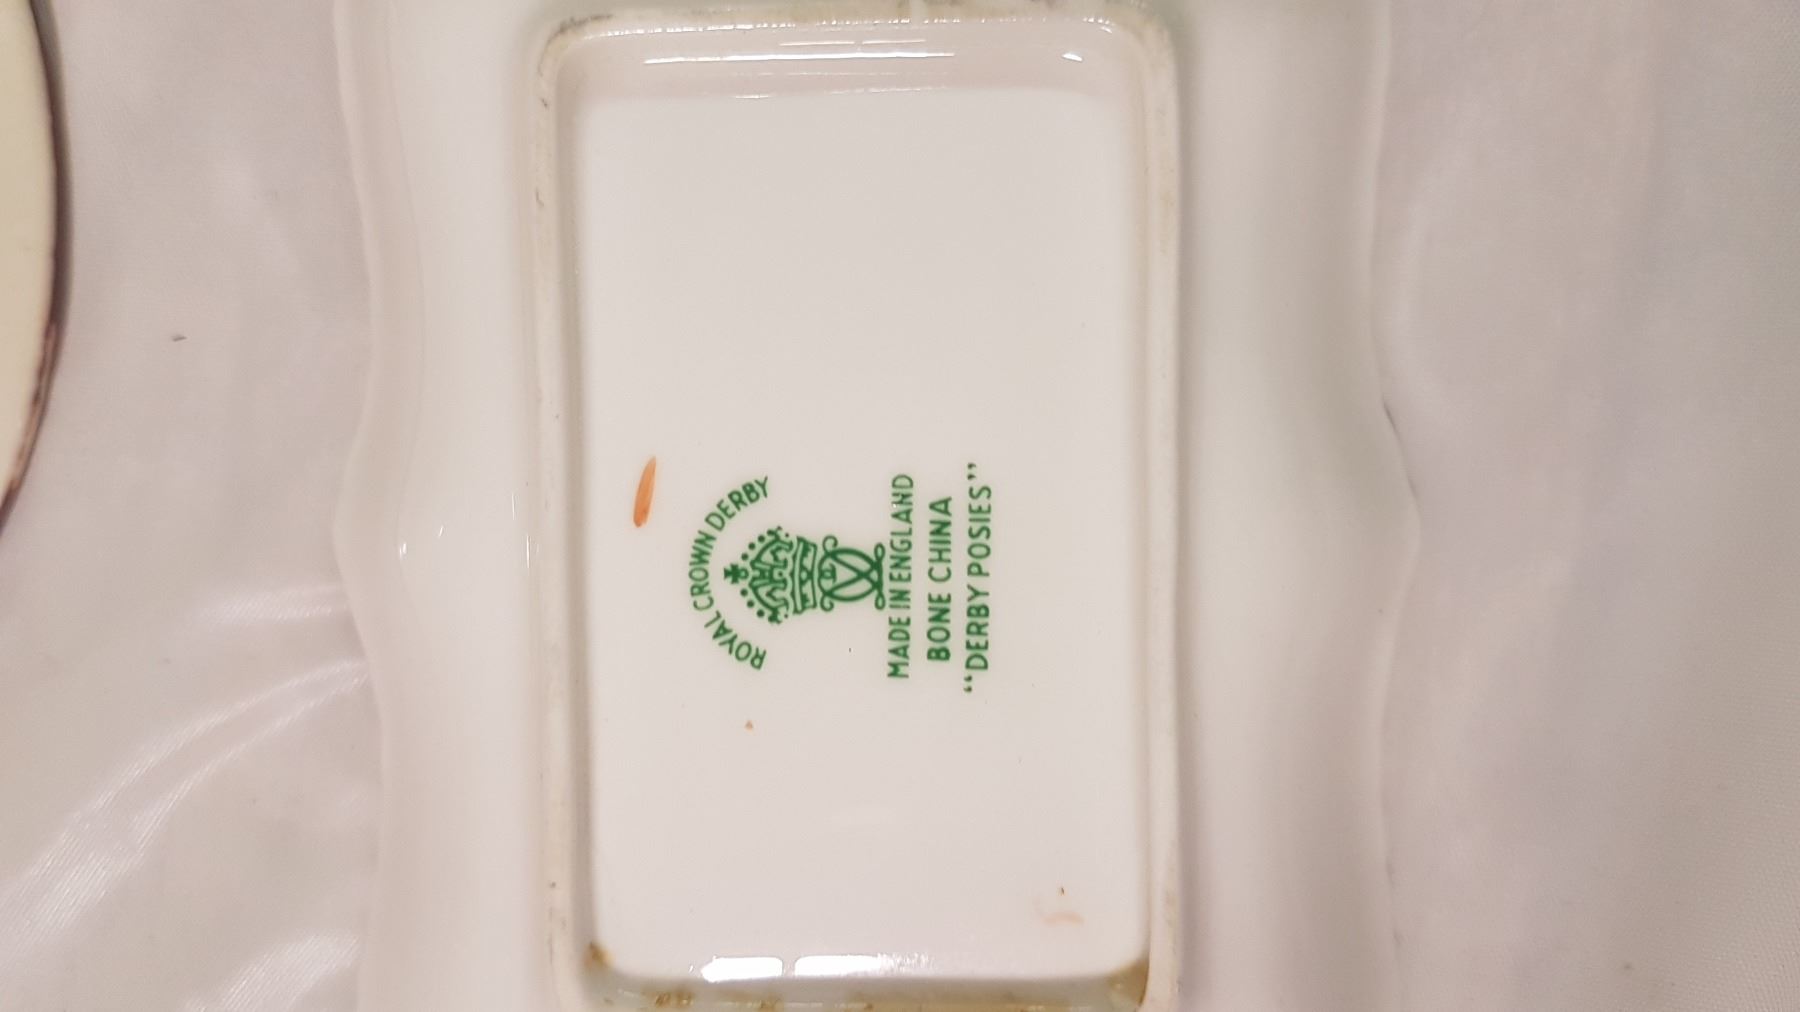 ROYAL CROWN DERBY
MADE IN ENGLAND
BONE CHINA
“DERBY POSIES”